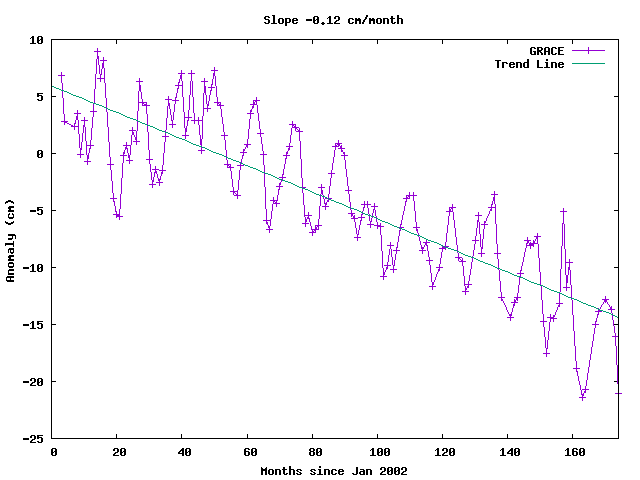 Slope -0.12 cm/month
GRACE
Trend Line
10
5
0
-5
-10
-15
-20
-25
Anomaly (cm)
0 20 40 60 80 100 120 140 160
Months since Jan 2002